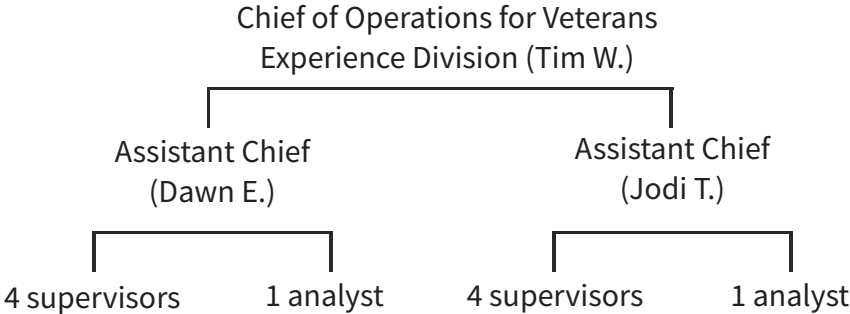 Chief of Operations for Veterans
Experience Division (Tim W.)
Assistant Chief
(Dawn E.)
Assistant Chief
(Jodi T.)
4 supervisors
1 analyst
4 supervisors
1 analyst